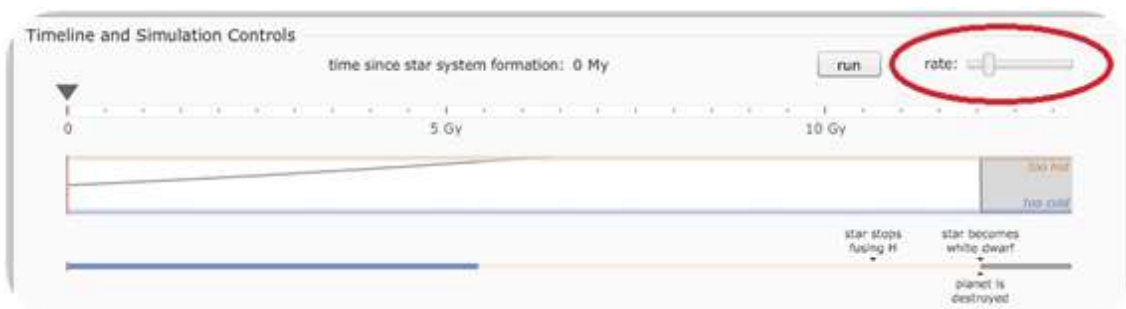 Timeline and Simulation Controls
time since star system formation: 0 My
run
rate:
0
5 Gy
10 Gy
too hot
too cold
star stops
fusing H
star becomes
white dwarf
planet is
destroyed